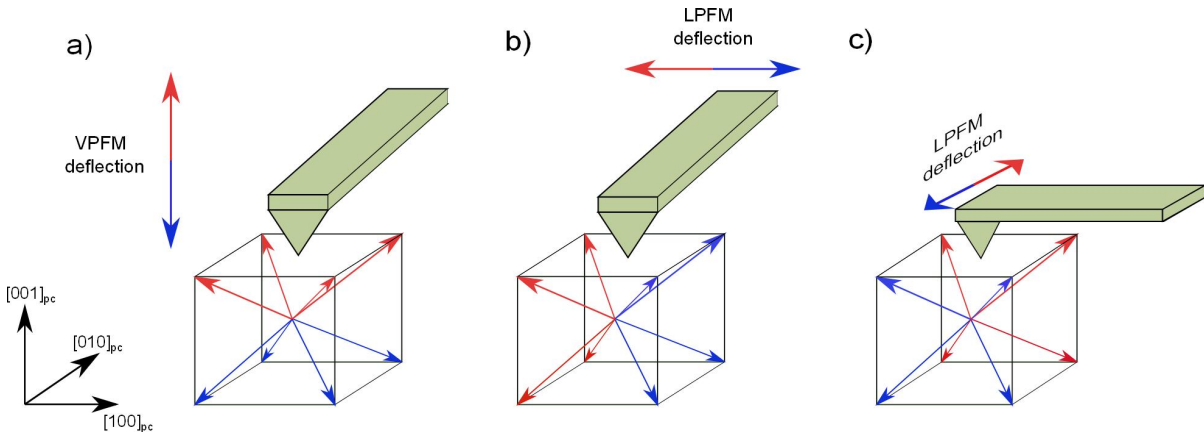 a)
VPFM
deflection
b)
LPFM
deflection
c)
LPFM
deflection
[001]pc
[010]pc
[100]pc